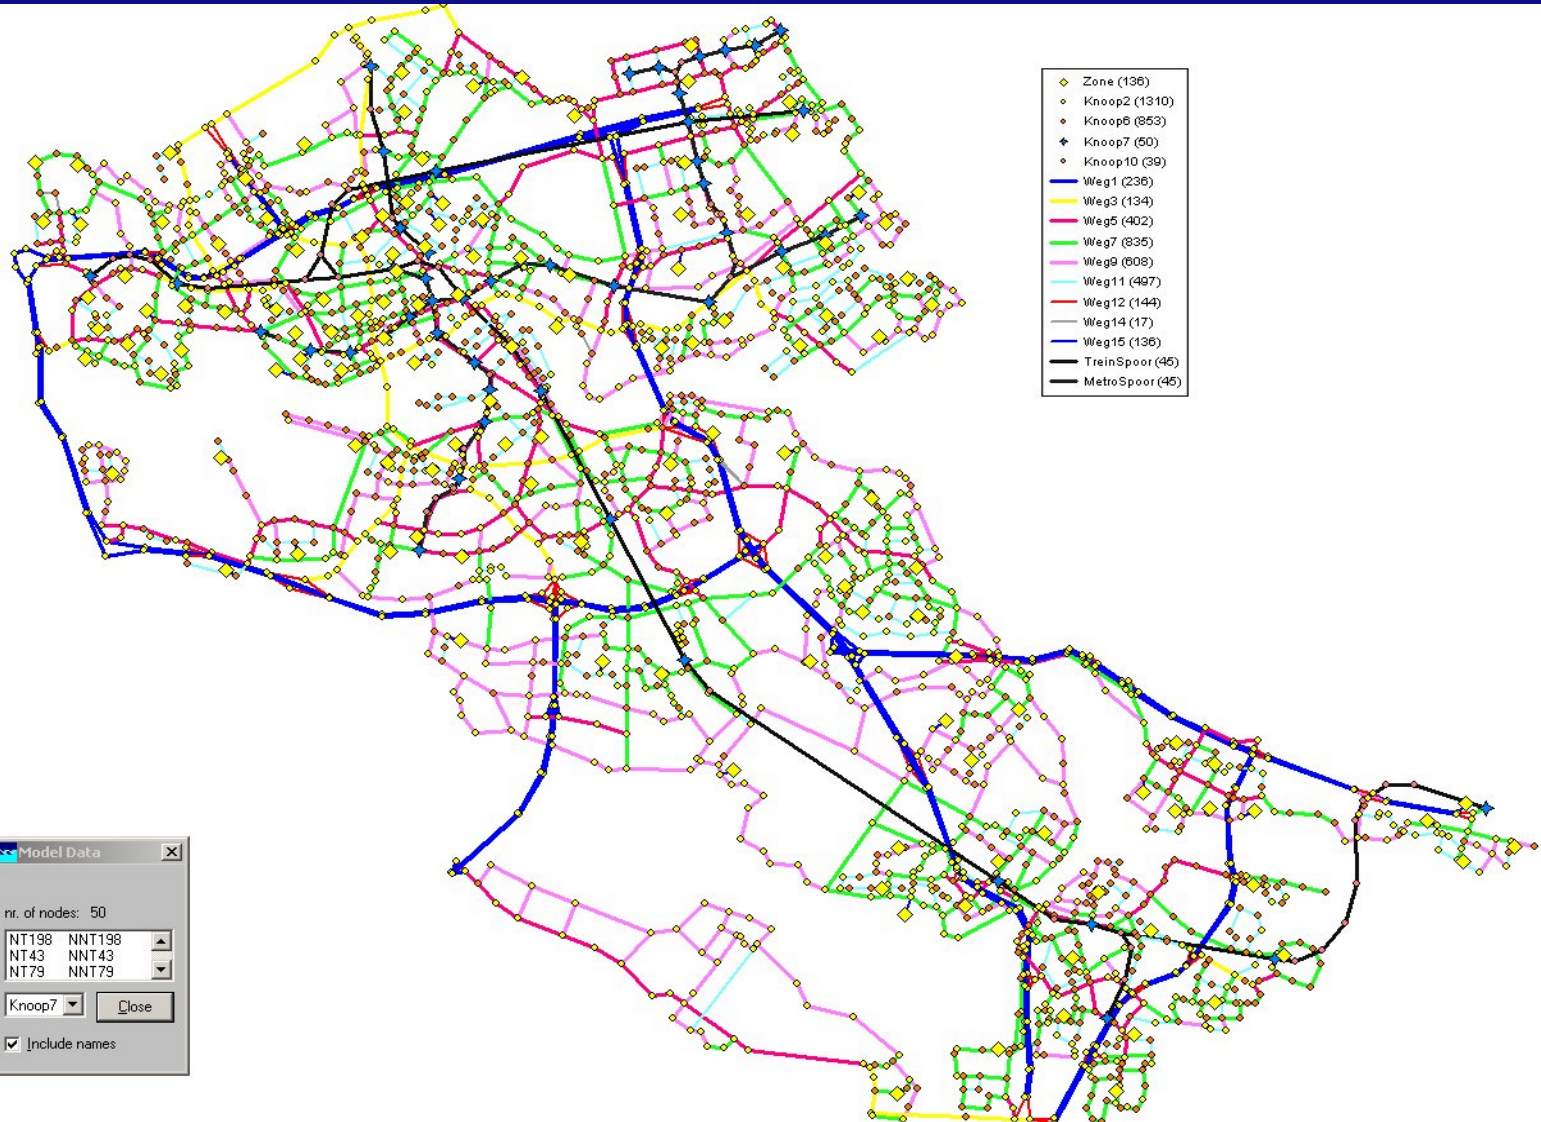 Zone (136)
Knoop2 (1310)
Knoop6 (853)
Knoop7 (50)
Knoop10 (39)
Weg1 (236)
Weg3 (134)
Weg5 (402)
Weg7 (835)
Weg9 (608)
Weg11 (497)
Weg12 (144)
Weg14 (17)
Weg15 (136)
TreinSpoor (45)
MetroSpoor (45)
Model Data
nr. of nodes: 50
NT198 NNT198
NT43 NNT43
NT79 NNT79
Knoop7 Close
Include names